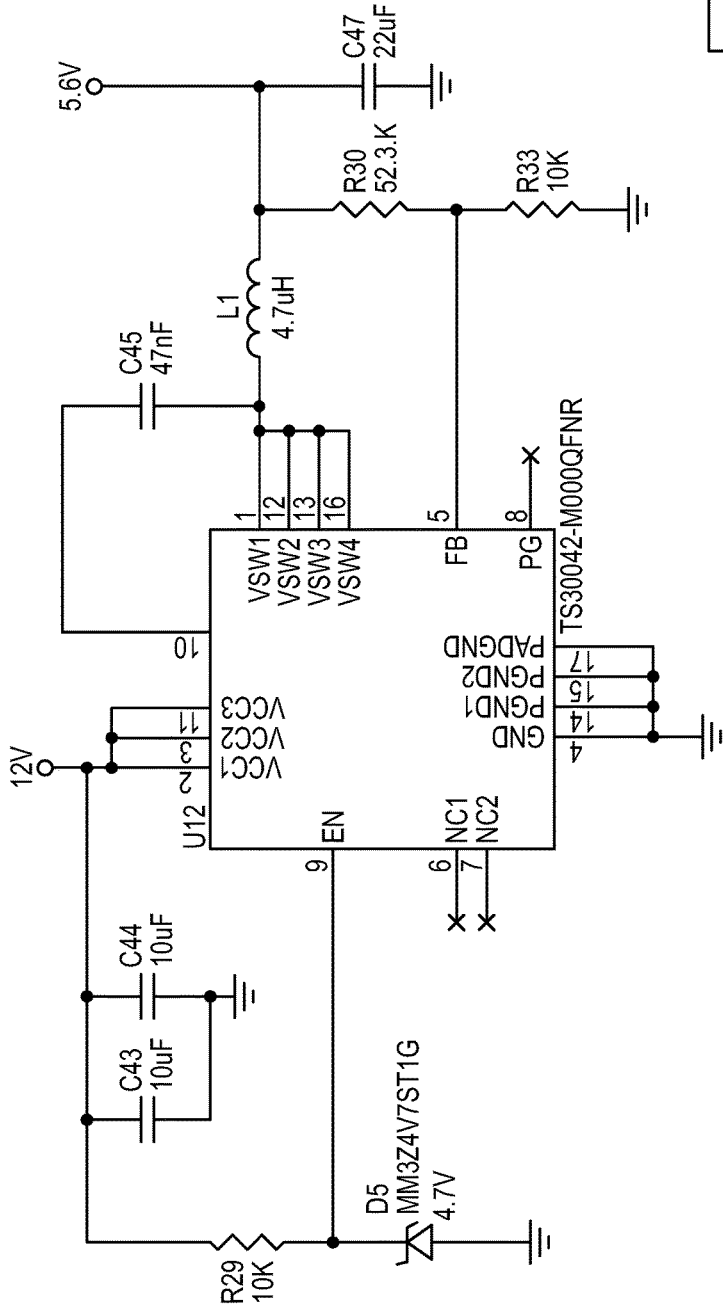 12V
5.6V
C43
10uF
C44
10uF
C45
47nF
L1
4.7uH
C47
22uF
R29
10K
R30
52.3.K
R33
10K
D5
MM3Z4V7ST1G
4.7V
U12
2
3
11
10
VCC1
VCC2
VCC3
9
EN
6
NC1
7
NC2
1
VSW1
12
VSW2
13
VSW3
16
VSW4
5
FB
8
PG
GND
PGND1
PGND2
PADGND
4
14
15
17
TS30042-M000QFNR